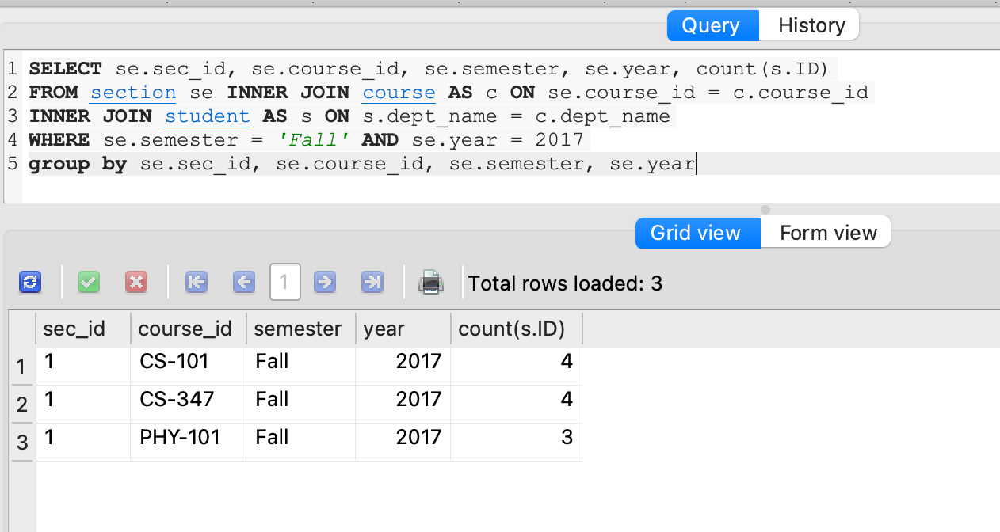 Query History
1 SELECT se.sec_id, se.course_id, se.semester, se.year, count(s.ID)
2 FROM section se INNER JOIN course AS c ON se.course_id = c.course_id
3 INNER JOIN student AS s ON s.dept_name = c.dept_name
4 WHERE se.semester = 'Fall' AND se.year = 2017
5 group by se.sec_id, se.course_id, se.semester, se.year
Grid view Form view
1 Total rows loaded: 3
sec_id course_id semester year count(s.ID)
1 1 CS-101 Fall 2017 4
2 1 CS-347 Fall 2017 4
3 1 PHY-101 Fall 2017 3